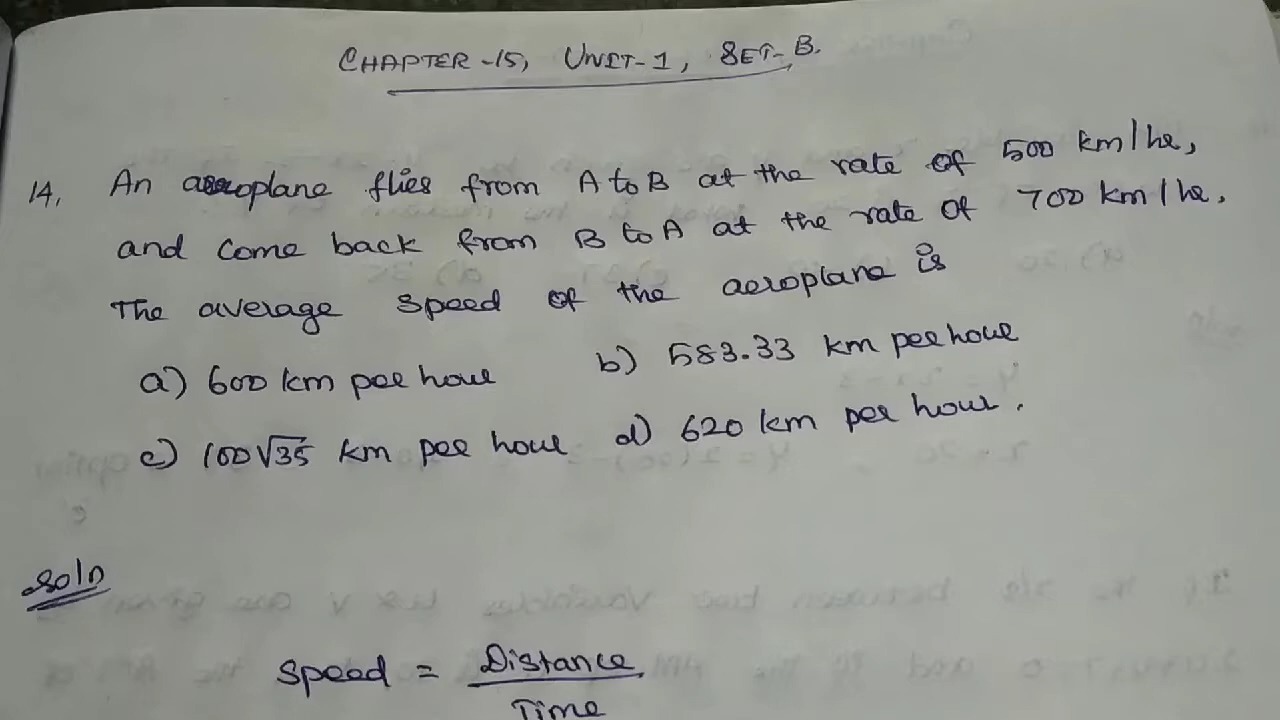 CHAPTER-15, UNIT-1, SET-B.
14. An aeroplane flies from A to B at the rate of 500 km/hr,
and come back from B to A at the rate of 700 km/hr.
The average speed of the aeroplane is
a) 600 km per hour b) 583.33 km per hour
c) 100√35 km per hour d) 620 km per hour.
Soln
Speed = Distance
Time